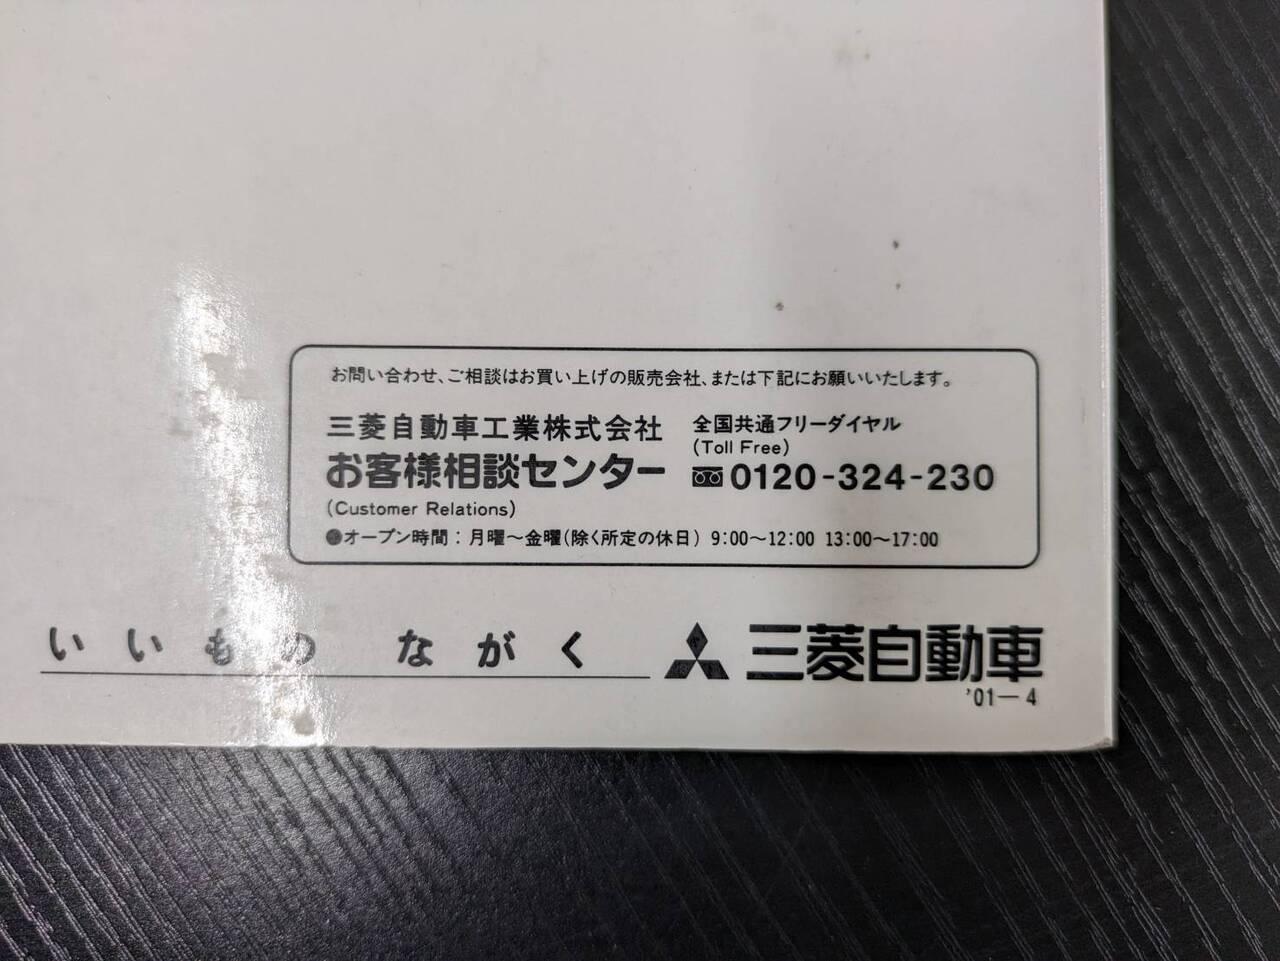 お問い合わせ、ご相談はお買い上げの販売会社、または下記にお願いいたします。
三菱自動車工業株式会社
お客様相談センター
(Customer Relations)
全国共通フリーダイヤル
(Toll Free)
0120-324-230
●オープン時間：月曜～金曜(除く所定の休日) 9:00～12:00 13:00～17:00
いいものながく
三菱自動車
'01－4